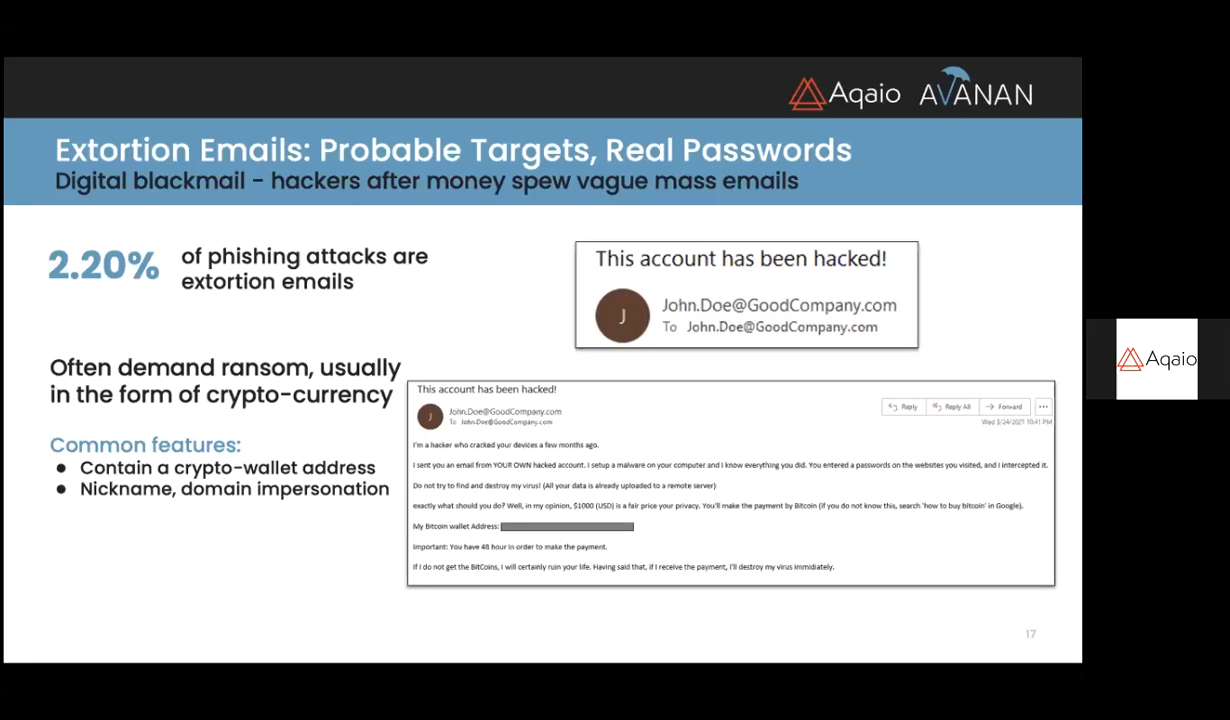 Aqaio AVANAN
Extortion Emails: Probable Targets, Real Passwords
Digital blackmail - hackers after money spew vague mass emails
2.20%
of phishing attacks are
extortion emails
This account has been hacked!
J
John.Doe@GoodCompany.com
To John.Doe@GoodCompany.com
Often demand ransom, usually
in the form of crypto-currency
Common features:
● Contain a crypto-wallet address
● Nickname, domain impersonation
This account has been hacked!
J
John.Doe@GoodCompany.com
To John.Doe@GoodCompany.com
Reply Reply All Forward ...
Wed 3/24/2021 10:41 PM
I'm a hacker who cracked your devices a few months ago.
I sent you an email from YOUR OWN hacked account. I setup a malware on your computer and I know everything you did. You entered a passwords on the websites you visited, and I intercepted it.
Do not try to find and destroy my virus! (All your data is already uploaded to a remote server)
exactly what should you do? Well, in my opinion, $1000 (USD) is a fair price your privacy. You'll make the payment by Bitcoin (if you do not know this, search 'how to buy bitcoin' in Google).
My Bitcoin wallet Address:
Important: You have 48 hour in order to make the payment.
If I do not get the BitCoins, I will certainly ruin your life. Having said that, if I receive the payment, I'll destroy my virus immidiately.
17
Aqaio